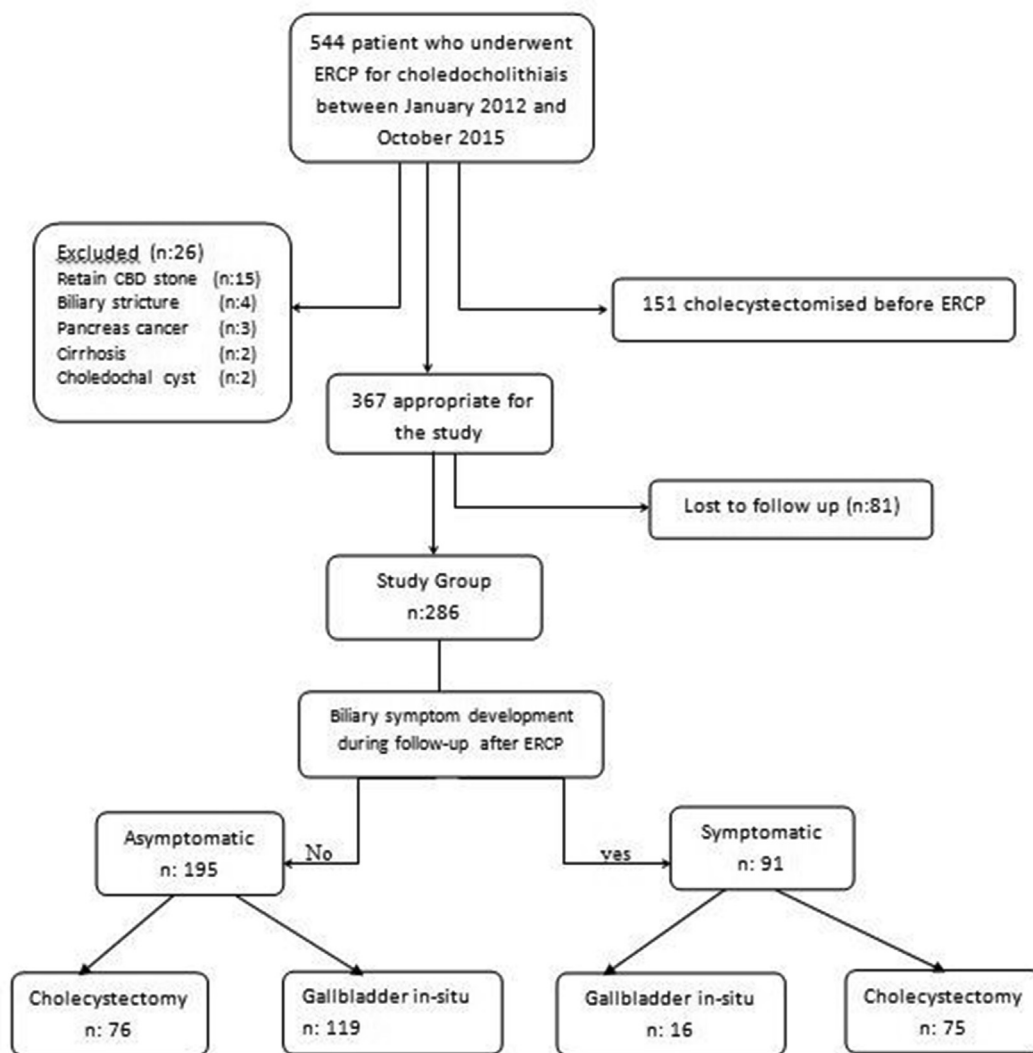 544 patient who underwent
ERCP for choledocholithiais
between January 2012 and
October 2015
Excluded (n:26)
Retain CBD stone (n:15)
Biliary stricture (n:4)
Pancreas cancer (n:3)
Cirrhosis (n:2)
Choledochal cyst (n:2)
151 cholecystectomised before ERCP
367 appropriate for
the study
Lost to follow up (n:81)
Study Group
n:286
Biliary symptom development
during follow-up after ERCP
Asymptomatic
n: 195
No
yes
Symptomatic
n: 91
Cholecystectomy
n: 76
Gallbladder in-situ
n: 119
Gallbladder in-situ
n: 16
Cholecystectomy
n: 75